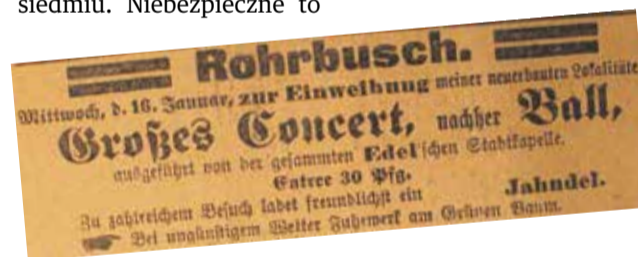 siedmiu. Niebezpieczne to
Rohrbusch.
Mittwoch, d. 16. Januar, zur Einweihung meiner neuerbauten Lokalitäten
Großes Concert, nachher Ball,
ausgeführt von der gesammten Edel'schen Stadtkapelle.
Entree 30 Pfg.
Zu zahlreichem Besuch ladet freundlichst ein Jahndel.
Bei ungünstigem Wetter Fuhrwerk am Grünen Baum.